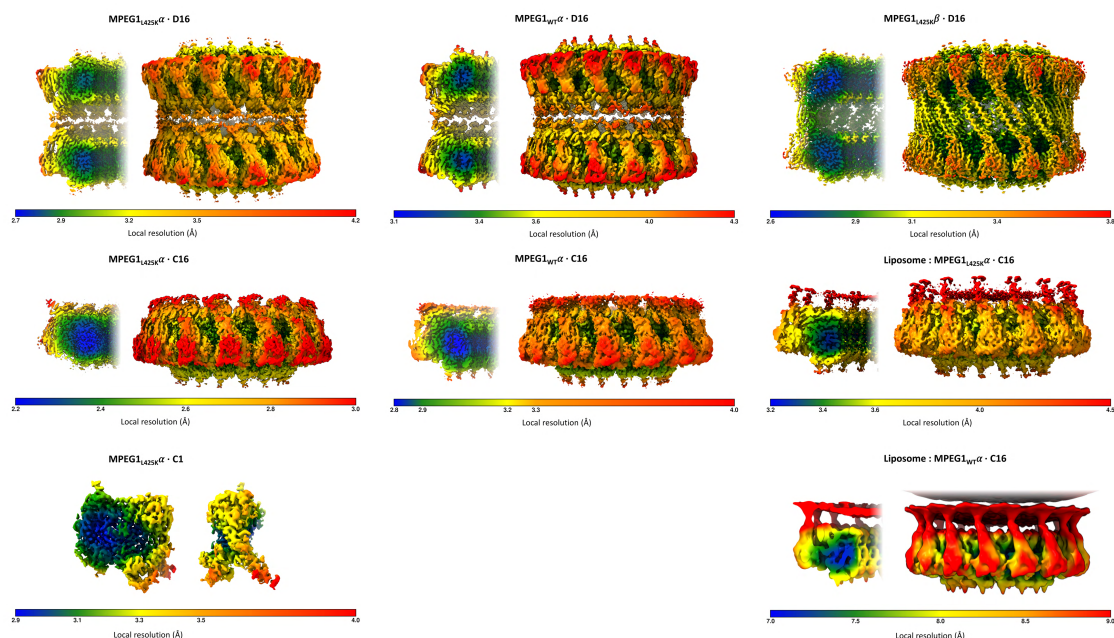 MPEG1L425Kα · D16
MPEG1WTα · D16
MPEG1L425Kβ · D16
2.7 2.9 3.2 3.5 4.2
3.1 3.4 3.6 4.0 4.3
2.6 2.9 3.1 3.4 3.8
Local resolution (Å)
Local resolution (Å)
Local resolution (Å)
MPEG1L425Kα · C16
MPEG1WTα · C16
Liposome : MPEG1L425Kα · C16
2.2 2.4 2.6 2.8 3.0
2.8 2.9 3.2 3.3 4.0
3.2 3.4 3.6 4.0 4.5
Local resolution (Å)
Local resolution (Å)
Local resolution (Å)
MPEG1L425Kα · C1
Liposome : MPEG1WTα · C16
2.9 3.1 3.3 3.5 4.0
7.0 7.5 8.0 8.5 9.0
Local resolution (Å)
Local resolution (Å)